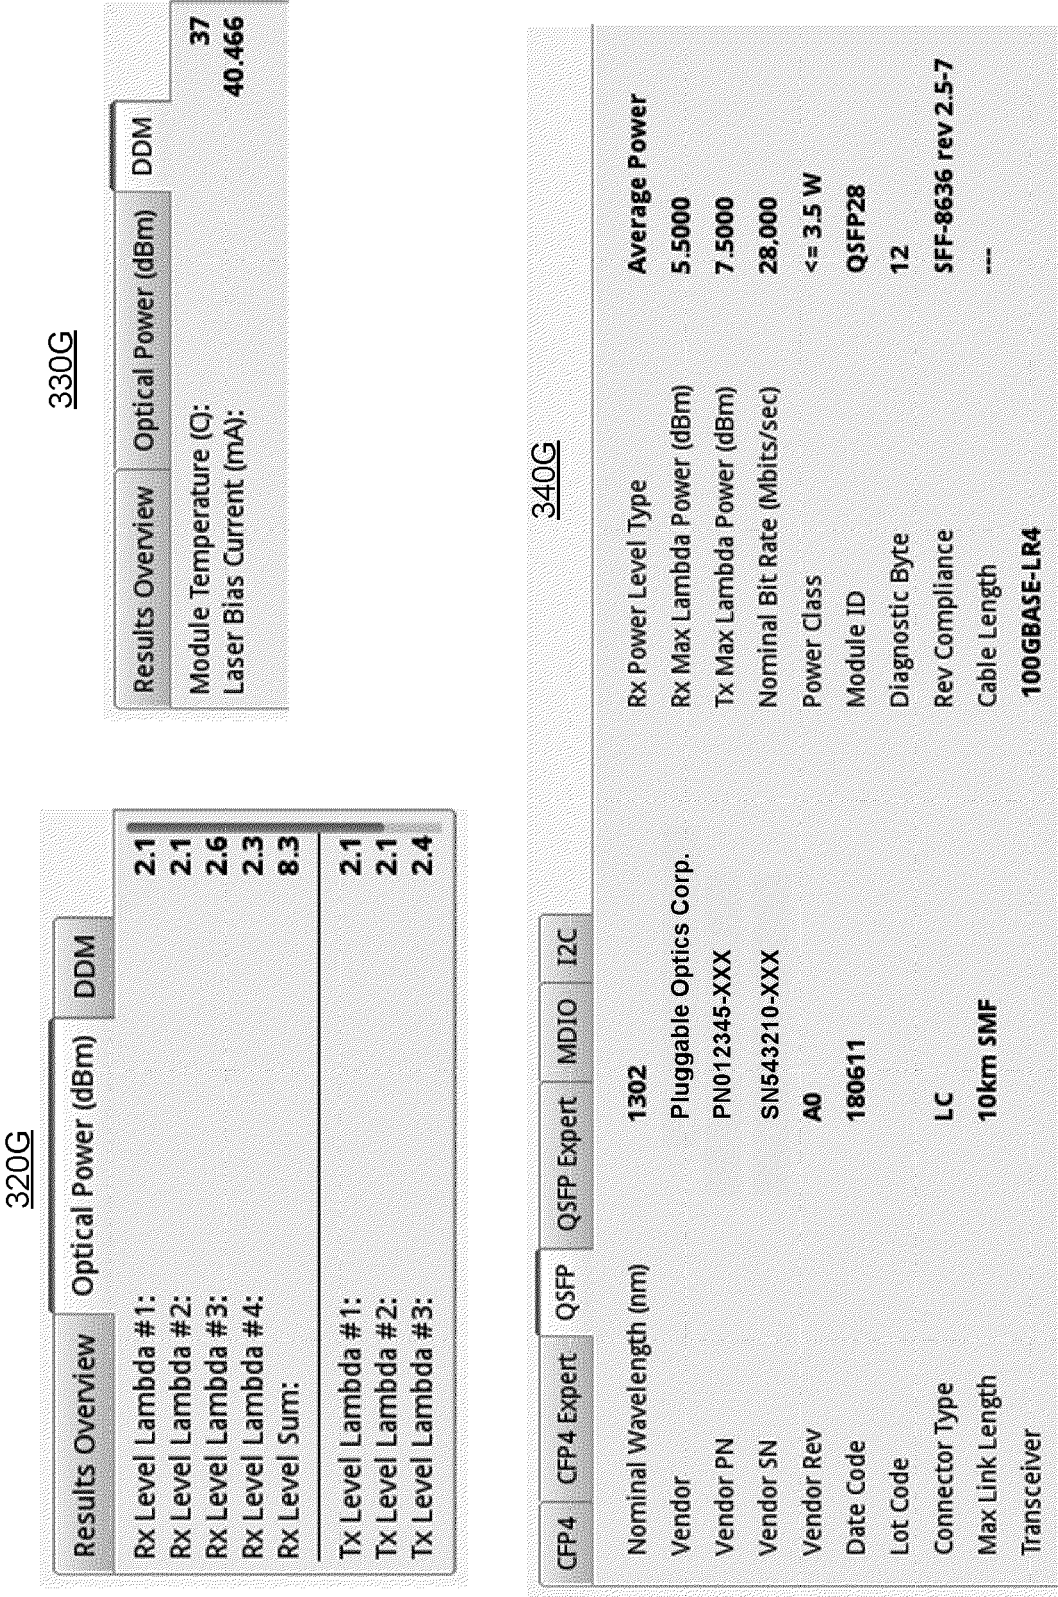 320G
Results Overview Optical Power (dBm) DDM
Rx Level Lambda #1: 2.1
Rx Level Lambda #2: 2.1
Rx Level Lambda #3: 2.6
Rx Level Lambda #4: 2.3
Rx Level Lambda Sum: 8.3
Tx Level Lambda #1: 2.1
Tx Level Lambda #2: 2.1
Tx Level Lambda #3: 2.4
330G
Results Overview Optical Power (dBm) DDM
Module Temperature (C): 37
Laser Bias Current (mA): 40.466
340G
CFP4 CFP4 Expert QSFP QSFP Expert MDIO I2C
Nominal Wavelength (nm) 1302 Rx Power Level Type Average Power
Vendor Pluggable Optics Corp. Rx Max Lambda Power (dBm) 5.5000
Vendor PN PN012345-XXX Tx Max Lambda Power (dBm) 7.5000
Vendor SN SN543210-XXX Nominal Bit Rate (Mbits/sec) 28,000
Vendor Rev A0 Power Class <= 3.5 W
Date Code 180611 Module ID QSFP28
Lot Code Diagnostic Byte 12
Connector Type LC Rev Compliance SFF-8636 rev 2.5-7
Max Link Length 10km SMF Cable Length ---
Transceiver 100GBASE-LR4